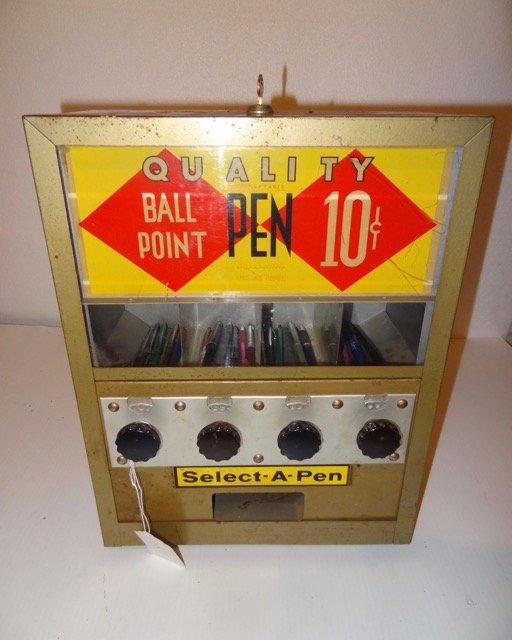 QUALITY
BALL
POINT
PEN
10¢
Select-A-Pen